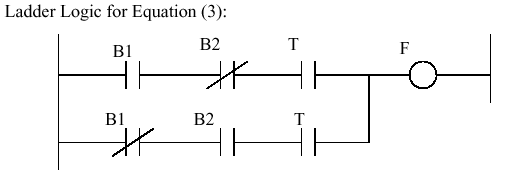 Ladder Logic for Equation (3):
B1 B2 T F
B1 B2 T